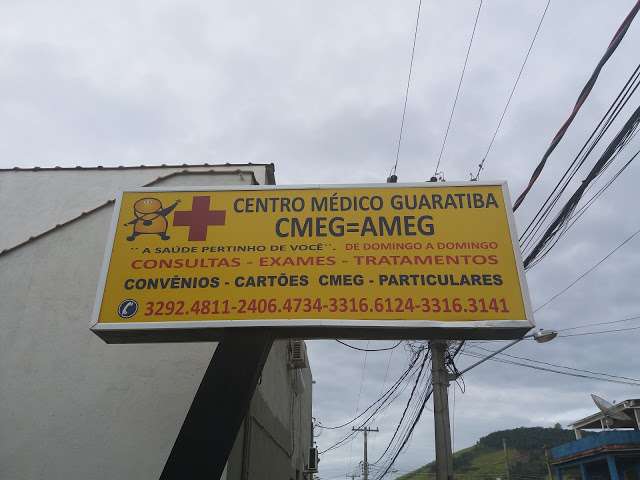 CENTRO MÉDICO GUARATIBA
CMEG=AMEG
´´ A SAÚDE PERTINHO DE VOCÊ´´. DE DOMINGO A DOMINGO
CONSULTAS - EXAMES - TRATAMENTOS
CONVÊNIOS - CARTÕES CMEG - PARTICULARES
3292.4811-2406.4734-3316.6124-3316.3141